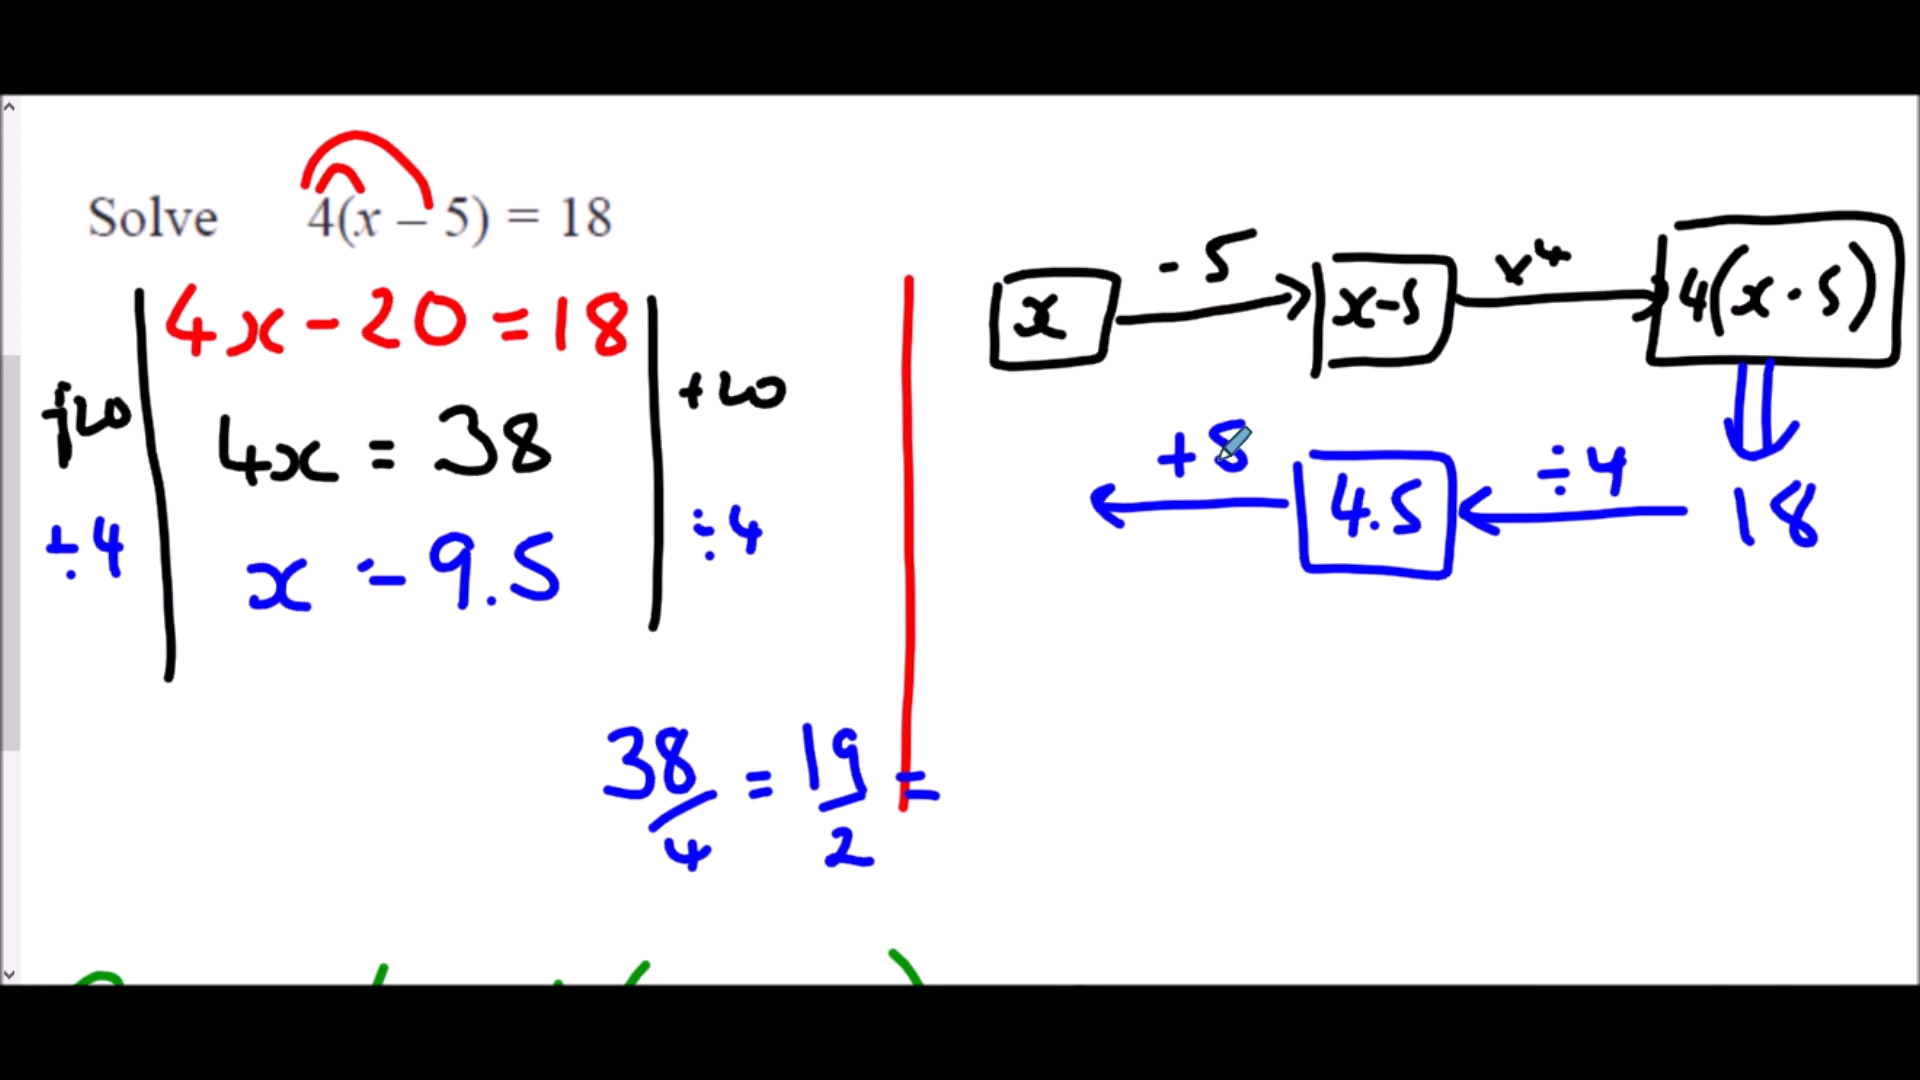 Solve 4(x – 5) = 18
4x - 20 = 18
+20
+20
4x = 38
÷4
÷4
x = 9.5
38/4 = 19/2 =
x
- 5
x-5
x4
4(x - 5)
+8
4.5
÷4
18